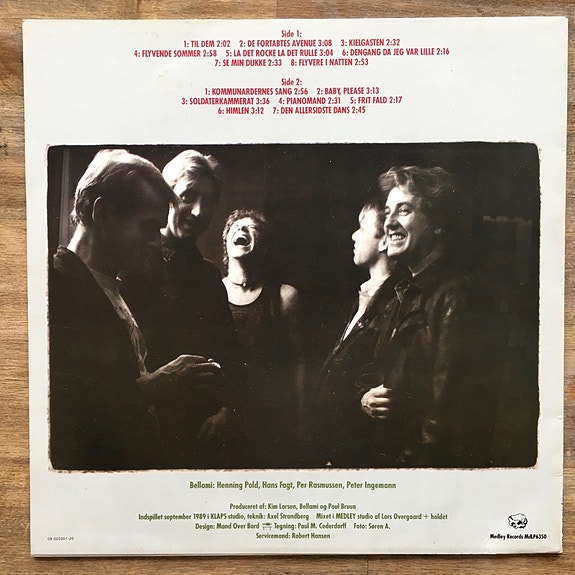 Side 1:
1: TIL DEM 2:02 2: DE FORTABTES AVENUE 3:08 3: KIELGASTEN 2:32
4: FLYVENDE SOMMER 2:58 5: LA DET ROCKE LA DET RULLE 3:04 6: DENGANG DA JEG VAR LILLE 2:16
7: SE MIN DUKKE 2:33 8: FLYVERE I NATTEN 2:53
Side 2:
1: KOMMUNARDERNES SANG 2:56 2: BABY, PLEASE 3:13
3: SOLDATERKAMMERAT 3:36 4: PIANOMAND 2:31 5: FRIT FALD 2:17
6: HIMLEN 3:12 7: DEN ALLERSIDSTE DANS 2:45
Bellami: Henning Pold, Hans Fagt, Per Rasmussen, Peter Ingemann
Produceret af: Kim Larsen, Bellami og Poul Bruun
Indspillet september 1989 i KLAPS studio, teknik: Axel Strandberg Mixet i MEDLEY studio af Lars Overgaard + holdet
Design: Mand Over Bord Tegning: Paul M. Cederdorff Foto: Søren A.
Servicemand: Robert Hansen
08-025301-20
Medley Records MdLP6350